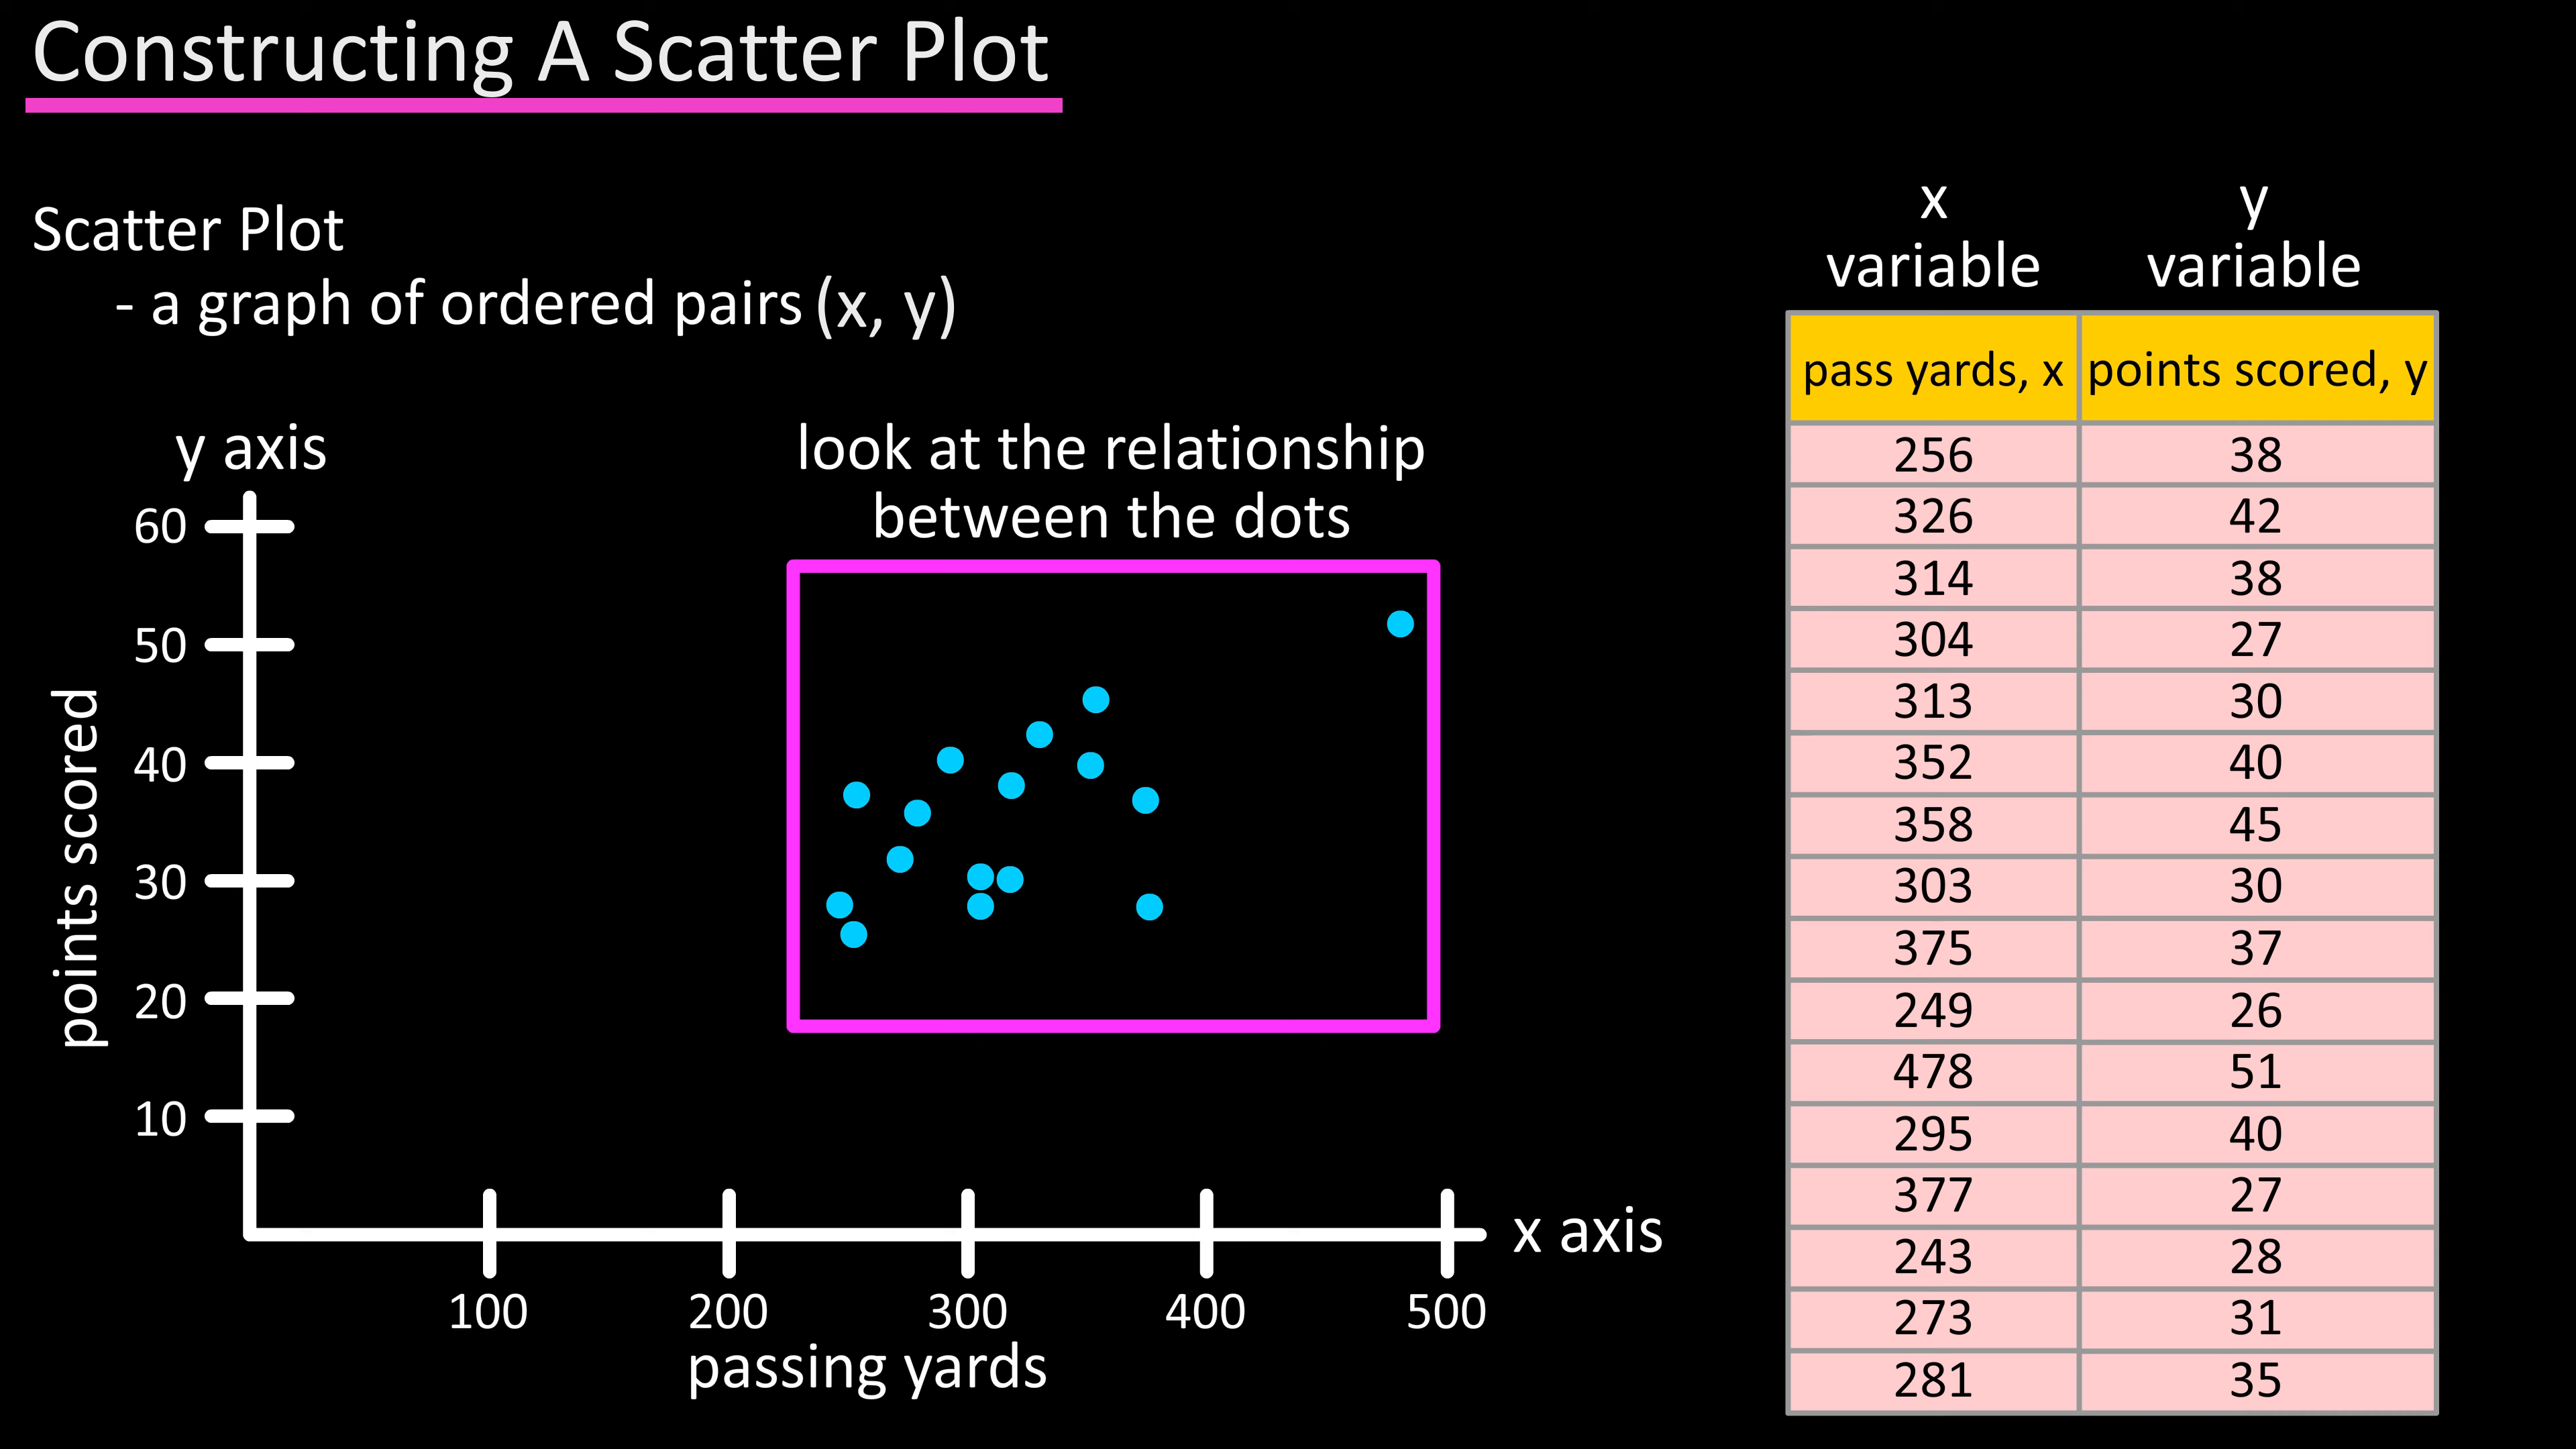 Constructing A Scatter Plot
Scatter Plot
- a graph of ordered pairs (x, y)
y axis
look at the relationship
between the dots
60
50
40
30
20
10
points scored
100 200 300 400 500
x axis
passing yards
x y
variable variable
pass yards, x points scored, y
256 38
326 42
314 38
304 27
313 30
352 40
358 45
303 30
375 37
249 26
478 51
295 40
377 27
243 28
273 31
281 35